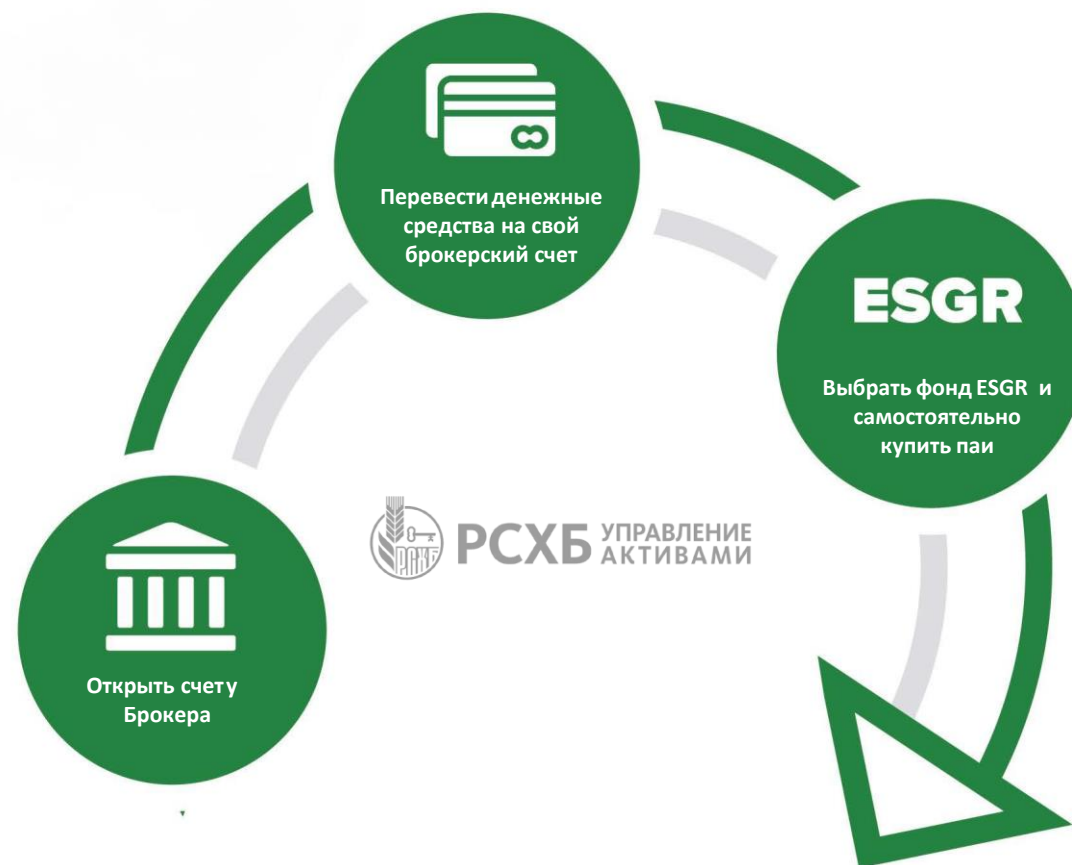 Перевести денежные
средства на свой
брокерский счет
ESGR
Выбрать фонд ESGR и
самостоятельно
купить паи
РСХБ УПРАВЛЕНИЕ
АКТИВАМИ
РСХБ
Открыть счет у
Брокера